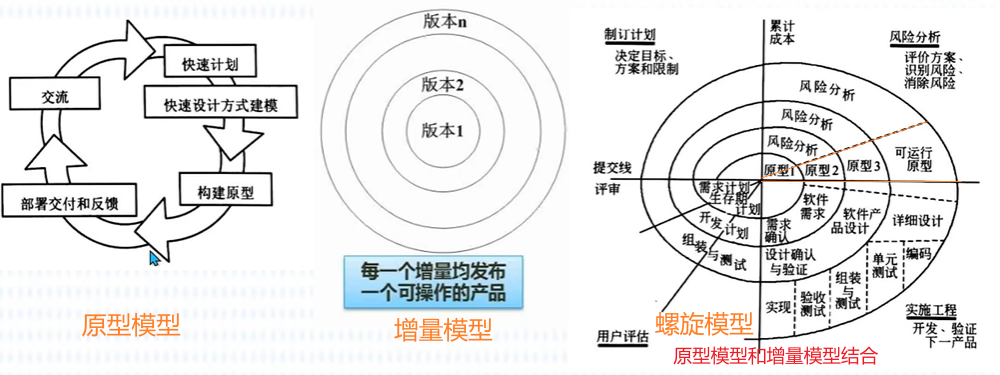 快速计划
交流
快速设计方式建模
构建原型
部署交付和反馈
原型模型
版本n
版本2
版本1
每一个增量均发布
一个可操作的产品
增量模型
制订计划
决定目标、
方案和限制
累计
成本
风险分析
评价方案、
识别风险、
消除风险
风险分析
风险分析
风险分析
提交线
评审
原型1
原型2
原型3
可运行
原型
需求计划
生存期
计划
开发计划
组装与测试
需求
确认
软件
需求
软件产
品设计
详细设计
设计确认
与验证
实现
验收
测试
组装
与
测试
单元
测试
编码
用户评估
实施工程
开发、验证
下一产品
螺旋模型
原型模型和增量模型结合